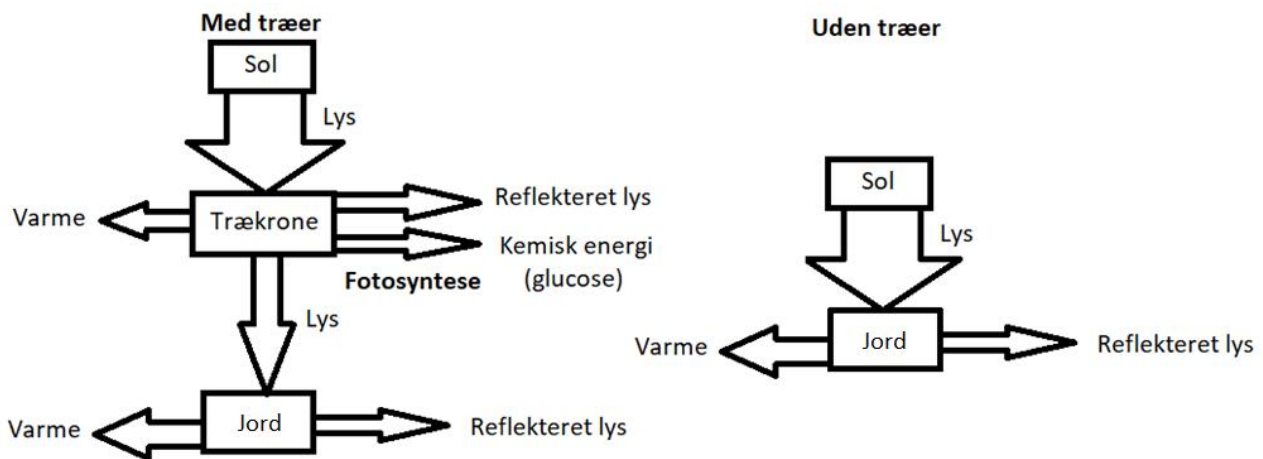 Med træer
Sol
Lys
Varme
Trækrone
Reflekteret lys
Kemisk energi
(glucose)
Fotosyntese
Lys
Varme
Jord
Reflekteret lys
Uden træer
Sol
Lys
Varme
Jord
Reflekteret lys